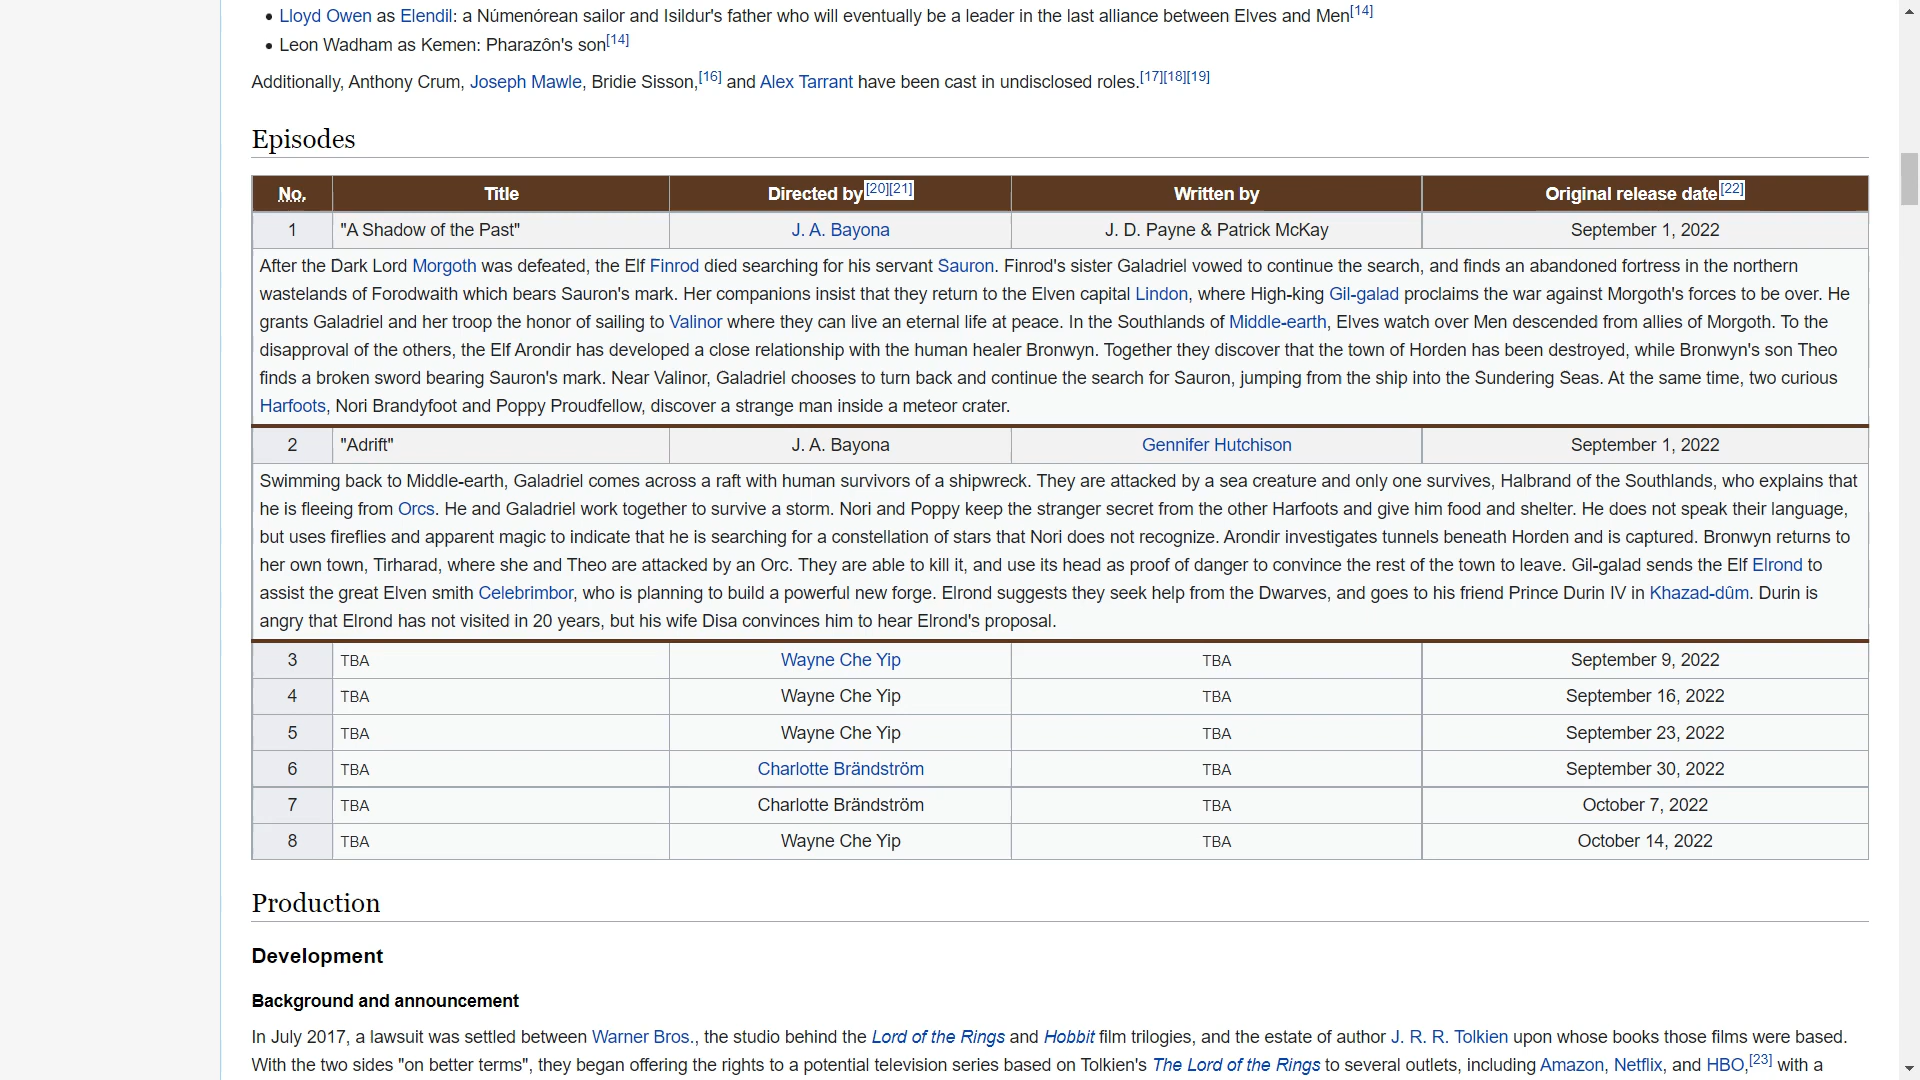 • Lloyd Owen as Elendil: a Númenórean sailor and Isildur's father who will eventually be a leader in the last alliance between Elves and Men[14]
• Leon Wadham as Kemen: Pharazôn's son[14]
Additionally, Anthony Crum, Joseph Mawle, Bridie Sisson,[16] and Alex Tarrant have been cast in undisclosed roles.[17][18][19]
Episodes
No. Title Directed by[20][21] Written by Original release date[22]
1 "A Shadow of the Past" J. A. Bayona J. D. Payne & Patrick McKay September 1, 2022
After the Dark Lord Morgoth was defeated, the Elf Finrod died searching for his servant Sauron. Finrod's sister Galadriel vowed to continue the search, and finds an abandoned fortress in the northern
wastelands of Forodwaith which bears Sauron's mark. Her companions insist that they return to the Elven capital Lindon, where High-king Gil-galad proclaims the war against Morgoth's forces to be over. He
grants Galadriel and her troop the honor of sailing to Valinor where they can live an eternal life at peace. In the Southlands of Middle-earth, Elves watch over Men descended from allies of Morgoth. To the
disapproval of the others, the Elf Arondir has developed a close relationship with the human healer Bronwyn. Together they discover that the town of Horden has been destroyed, while Bronwyn's son Theo
finds a broken sword bearing Sauron's mark. Near Valinor, Galadriel chooses to turn back and continue the search for Sauron, jumping from the ship into the Sundering Seas. At the same time, two curious
Harfoots, Nori Brandyfoot and Poppy Proudfellow, discover a strange man inside a meteor crater.
2 "Adrift" J. A. Bayona Gennifer Hutchison September 1, 2022
Swimming back to Middle-earth, Galadriel comes across a raft with human survivors of a shipwreck. They are attacked by a sea creature and only one survives, Halbrand of the Southlands, who explains that
he is fleeing from Orcs. He and Galadriel work together to survive a storm. Nori and Poppy keep the stranger secret from the other Harfoots and give him food and shelter. He does not speak their language,
but uses fireflies and apparent magic to indicate that he is searching for a constellation of stars that Nori does not recognize. Arondir investigates tunnels beneath Horden and is captured. Bronwyn returns to
her own town, Tirharad, where she and Theo are attacked by an Orc. They are able to kill it, and use its head as proof of danger to convince the rest of the town to leave. Gil-galad sends the Elf Elrond to
assist the great Elven smith Celebrimbor, who is planning to build a powerful new forge. Elrond suggests they seek help from the Dwarves, and goes to his friend Prince Durin IV in Khazad-dûm. Durin is
angry that Elrond has not visited in 20 years, but his wife Disa convinces him to hear Elrond's proposal.
3 TBA Wayne Che Yip TBA September 9, 2022
4 TBA Wayne Che Yip TBA September 16, 2022
5 TBA Wayne Che Yip TBA September 23, 2022
6 TBA Charlotte Brändström TBA September 30, 2022
7 TBA Charlotte Brändström TBA October 7, 2022
8 TBA Wayne Che Yip TBA October 14, 2022
Production
Development
Background and announcement
In July 2017, a lawsuit was settled between Warner Bros., the studio behind the Lord of the Rings and Hobbit film trilogies, and the estate of author J. R. R. Tolkien upon whose books those films were based.
With the two sides "on better terms", they began offering the rights to a potential television series based on Tolkien's The Lord of the Rings to several outlets, including Amazon, Netflix, and HBO,[23] with a